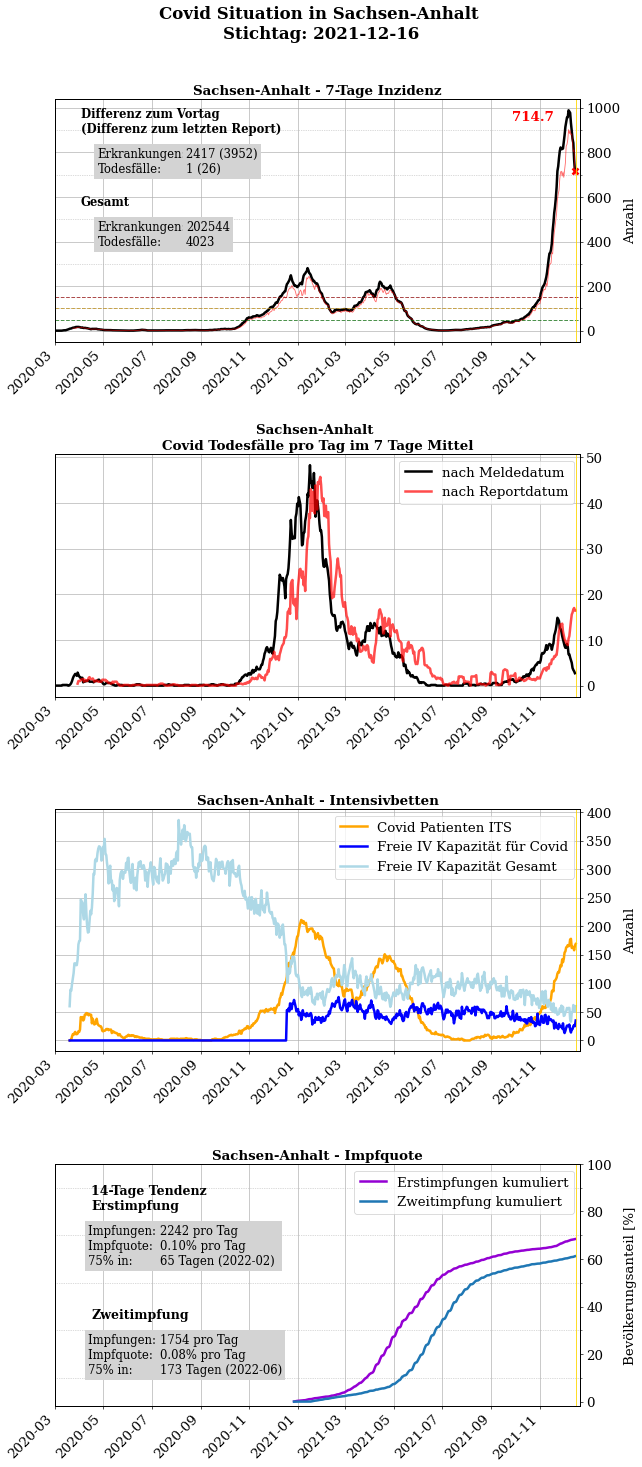 Covid Situation in Sachsen-Anhalt
Stichtag: 2021-12-16
Sachsen-Anhalt - 7-Tage Inzidenz
Differenz zum Vortag
(Differenz zum letzten Report)
Erkrankungen 2417 (3952)
Todesfälle: 1 (26)
Gesamt
Erkrankungen 202544
Todesfälle: 4023
714.7
1000
800
600
400
200
0
Anzahl
2020-03 2020-05 2020-07 2020-09 2020-11 2021-01 2021-03 2021-05 2021-07 2021-09 2021-11
Sachsen-Anhalt
Covid Todesfälle pro Tag im 7 Tage Mittel
nach Meldedatum
nach Reportdatum
50
40
30
20
10
0
2020-03 2020-05 2020-07 2020-09 2020-11 2021-01 2021-03 2021-05 2021-07 2021-09 2021-11
Sachsen-Anhalt - Intensivbetten
Covid Patienten ITS
Freie IV Kapazität für Covid
Freie IV Kapazität Gesamt
400
350
300
250
200
150
100
50
0
Anzahl
2020-03 2020-05 2020-07 2020-09 2020-11 2021-01 2021-03 2021-05 2021-07 2021-09 2021-11
Sachsen-Anhalt - Impfquote
14-Tage Tendenz
Erstimpfung
Impfungen: 2242 pro Tag
Impfquote: 0.10% pro Tag
75% in: 65 Tagen (2022-02)
Zweitimpfung
Impfungen: 1754 pro Tag
Impfquote: 0.08% pro Tag
75% in: 173 Tagen (2022-06)
Erstimpfungen kumuliert
Zweitimpfung kumuliert
100
80
60
40
20
0
Bevölkerungsanteil [%]
2020-03 2020-05 2020-07 2020-09 2020-11 2021-01 2021-03 2021-05 2021-07 2021-09 2021-11